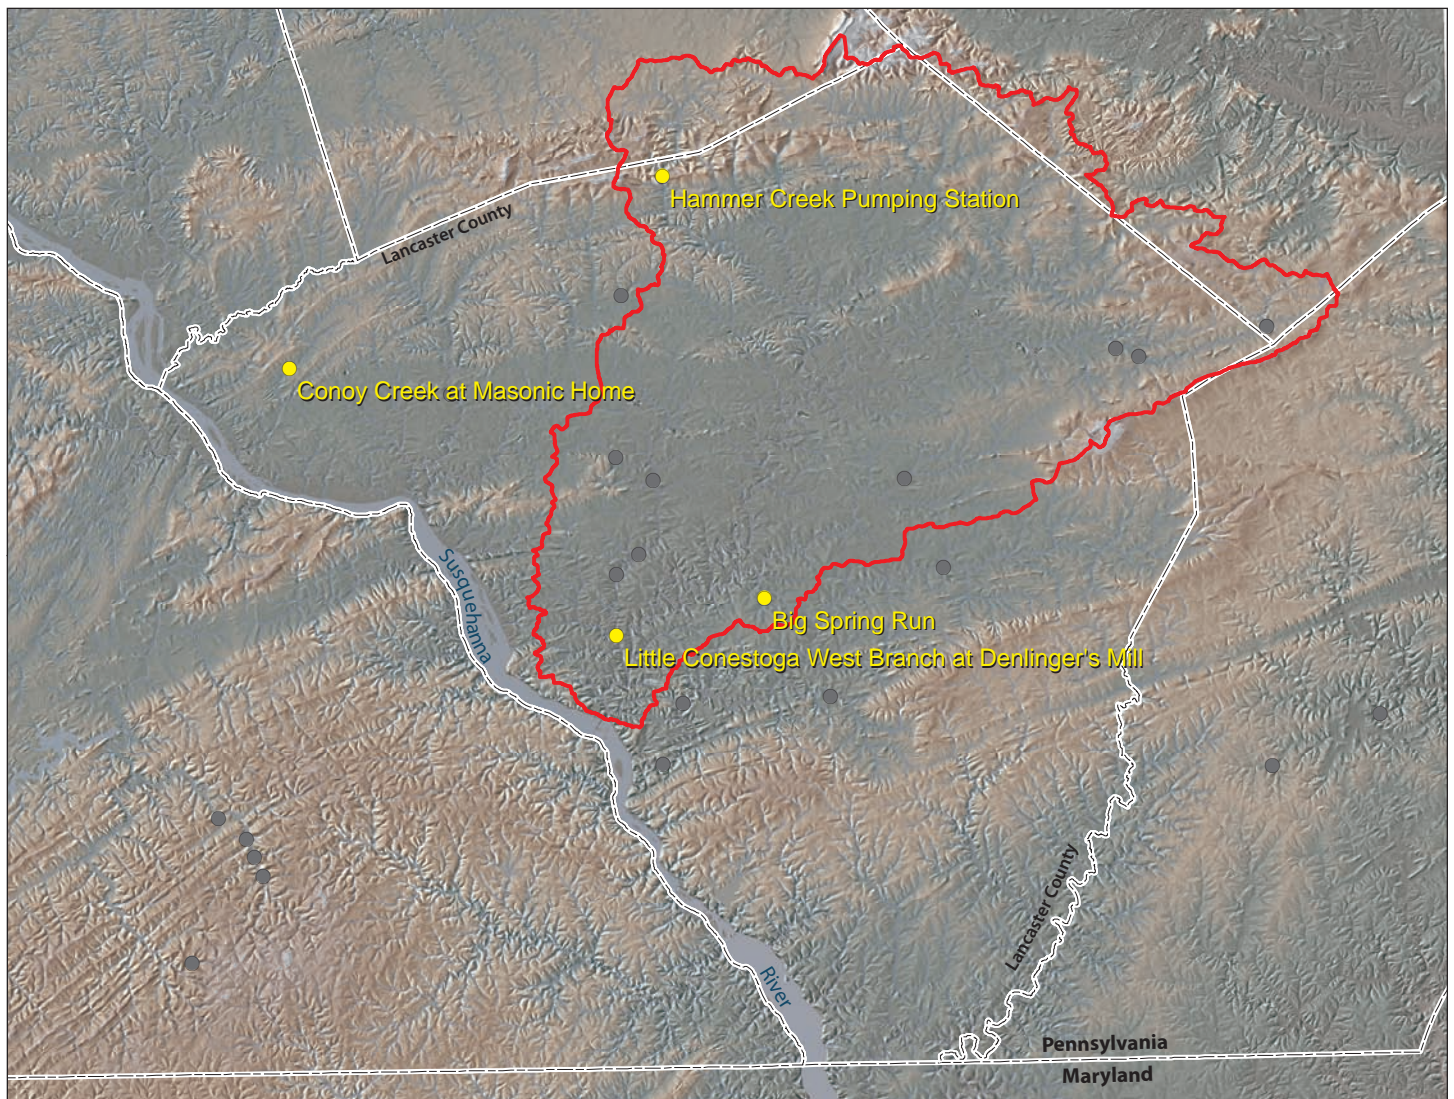 Hammer Creek Pumping Station
Lancaster County
Conoy Creek at Masonic Home
Susquehanna
Big Spring Run
Little Conestoga West Branch at Denlinger's Mill
Lancaster County
River
Pennsylvania
Maryland